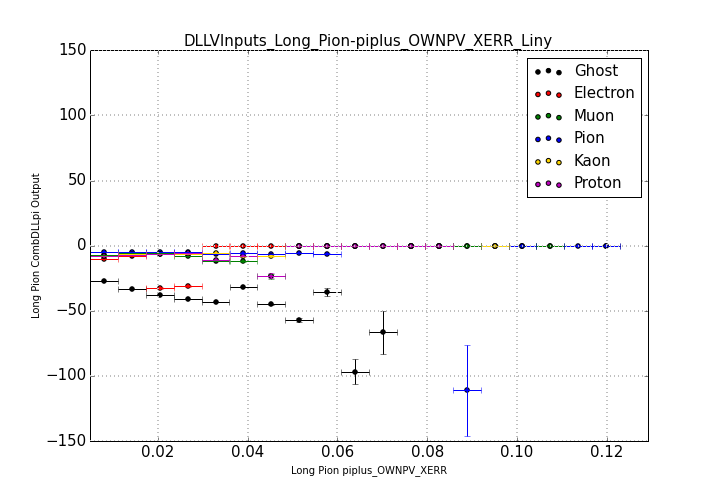 DLLVInputs_Long_Pion-piplus_OWNPV_XERR_Liny
150
100
50
0
−50
−100
−150
Long Pion CombDLLpi Output
Ghost
Electron
Muon
Pion
Kaon
Proton
0.02 0.04 0.06 0.08 0.10 0.12
Long Pion piplus_OWNPV_XERR